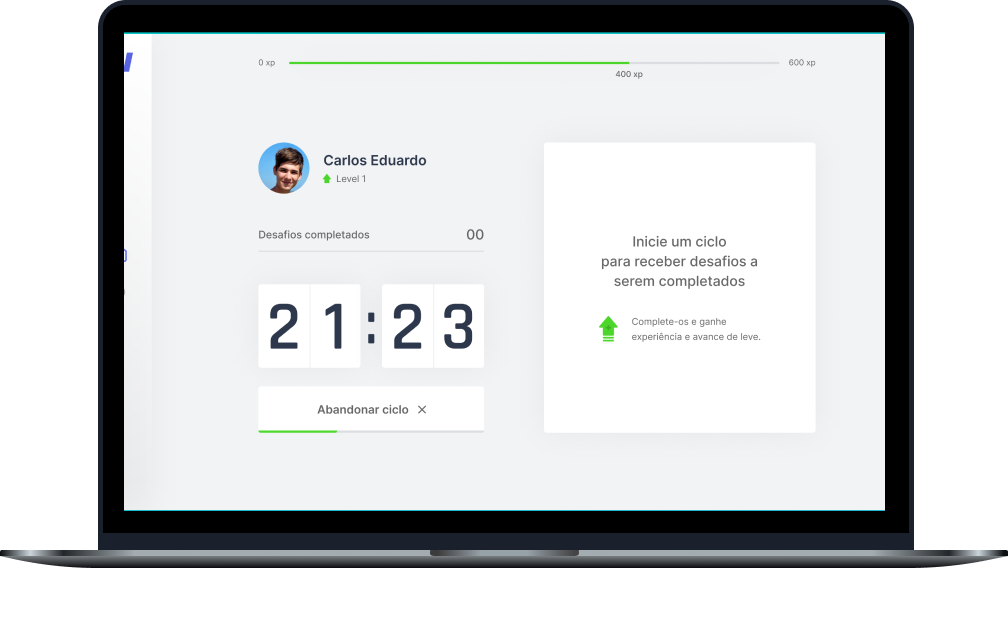 0 xp
600 xp
400 xp
Carlos Eduardo
Level 1
Desafios completados 00
21:23
Abandonar ciclo
Inicie um ciclo
para receber desafios a
serem completados
Complete-os e ganhe
experiência e avance de leve.